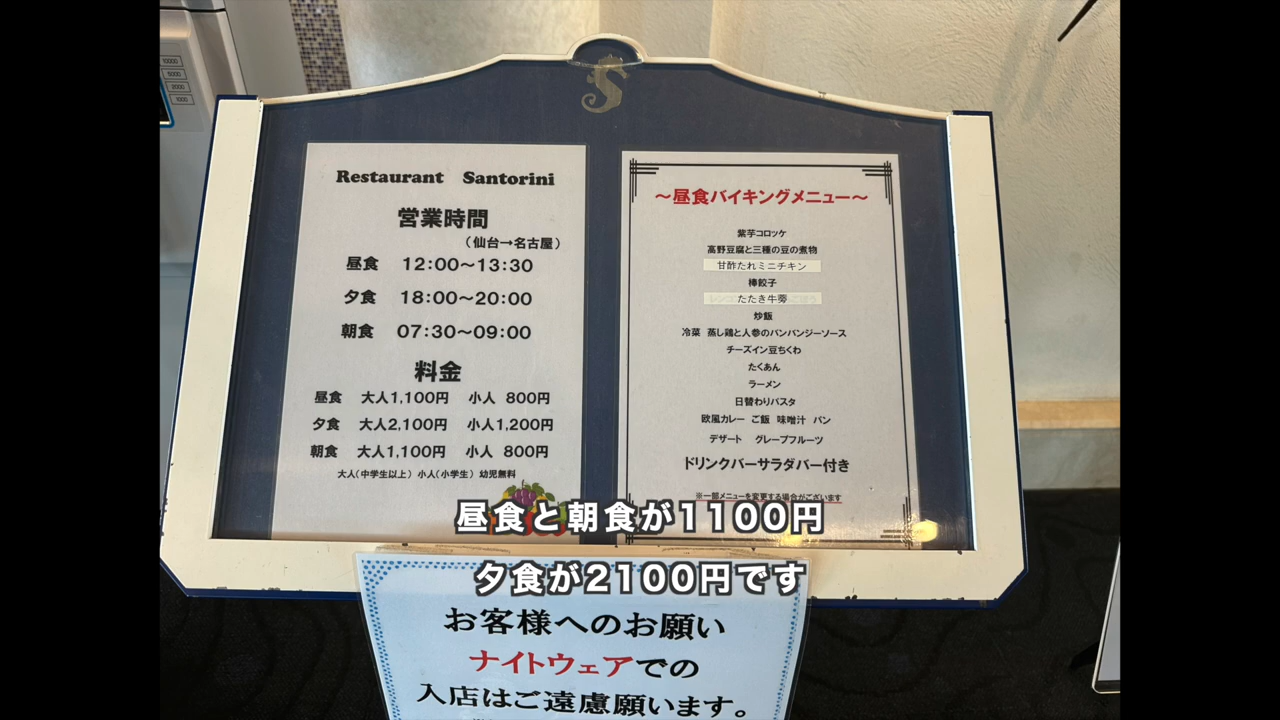 10000
5000
2000
1000
Restaurant Santorini
営業時間
（仙台→名古屋）
昼食 12:00～13:30
夕食 18:00～20:00
朝食 07:30～09:00
料金
昼食 大人1,100円 小人 800円
夕食 大人2,100円 小人1,200円
朝食 大人1,100円 小人 800円
大人（中学生以上） 小人（小学生） 幼児無料
～昼食バイキングメニュー～
紫芋コロッケ
高野豆腐と三種の豆の煮物
甘酢たれミニチキン
棒餃子
たたき牛蒡
炒飯
冷菜 蒸し鶏と人参のバンバンジーソース
チーズイン豆ちくわ
たくあん
ラーメン
日替わりパスタ
欧風カレー ご飯 味噌汁 パン
デザート グレープフルーツ
ドリンクバーサラダバー付き
※一部メニューを変更する場合がございます
昼食と朝食が1100円
夕食が2100円です
お客様へのお願い
ナイトウェアでの
入店はご遠慮願います。